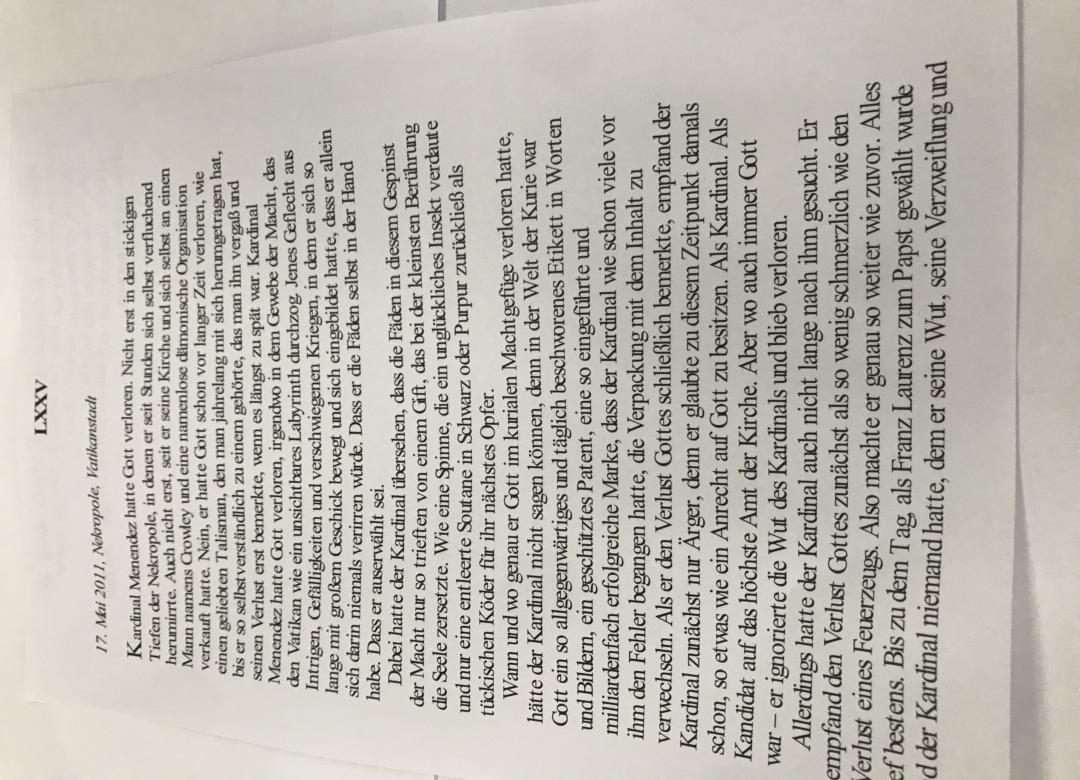 LXXV
17. Mai 2011, Nekropole, Vatikanstadt
Kardinal Menendez hatte Gott verloren. Nicht erst in den stickigen
Tiefen der Nekropole, in denen er seit Stunden sich selbst verfluchend
herumirrte. Auch nicht erst, seit er seine Kirche und sich selbst an einen
Mann namens Crowley und eine namenlose dämonische Organisation
verkauft hatte. Nein, er hatte Gott schon vor langer Zeit verloren, wie
einen geliebten Talisman, den man jahrelang mit sich herumgetragen hat,
bis er so selbstverständlich zu einem gehörte, das man ihn vergaß und
seinen Verlust erst bemerkte, wenn es längst zu spät war. Kardinal
Menendez hatte Gott verloren, irgendwo in dem Gewebe der Macht, das
den Vatikan wie ein unsichtbares Labyrinth durchzog. Jenes Geflecht aus
Intrigen, Gefälligkeiten und verschwiegenen Kriegen, in dem er sich so
lange mit großem Geschick bewegt und sich eingebildet hatte, dass er allein
sich darin niemals verirren würde. Dass er die Fäden selbst in der Hand
habe. Dass er auserwählt sei.
Dabei hatte der Kardinal übersehen, dass die Fäden in diesem Gespinst
der Macht nur so trieften von einem Gift, das bei der kleinsten Berührung
die Seele zersetzte. Wie eine Spinne, die ein unglückliches Insekt verdaute
und nur eine entleerte Soutane in Schwarz oder Purpur zurückließ als
tückischen Köder für ihr nächstes Opfer.
Wann und wo genau er Gott im kurialen Machtgefüge verloren hatte,
hätte der Kardinal nicht sagen können, denn in der Welt der Kurie war
Gott ein so allgegenwärtiges und täglich beschworenes Etikett in Worten
und Bildern, ein geschütztes Patent, eine so eingeführte und
milliardenfach erfolgreiche Marke, dass der Kardinal wie schon viele vor
ihm den Fehler begangen hatte, die Verpackung mit dem Inhalt zu
verwechseln. Als er den Verlust Gottes schließlich bemerkte, empfand der
Kardinal zunächst nur Ärger, denn er glaubte zu diesem Zeitpunkt damals
schon, so etwas wie ein Anrecht auf Gott zu besitzen. Als Kardinal. Als
Kandidat auf das höchste Amt der Kirche. Aber wo auch immer Gott
war – er ignorierte die Wut des Kardinals und blieb verloren.
Allerdings hatte der Kardinal auch nicht lange nach ihm gesucht. Er
empfand den Verlust Gottes zunächst als so wenig schmerzlich wie den
Verlust eines Feuerzeugs. Also machte er genau so weiter wie zuvor. Alles
ef bestens. Bis zu dem Tag, als Franz Laurenz zum Papst gewählt wurde
d der Kardinal niemand hatte, dem er seine Wut, seine Verzweiflung und